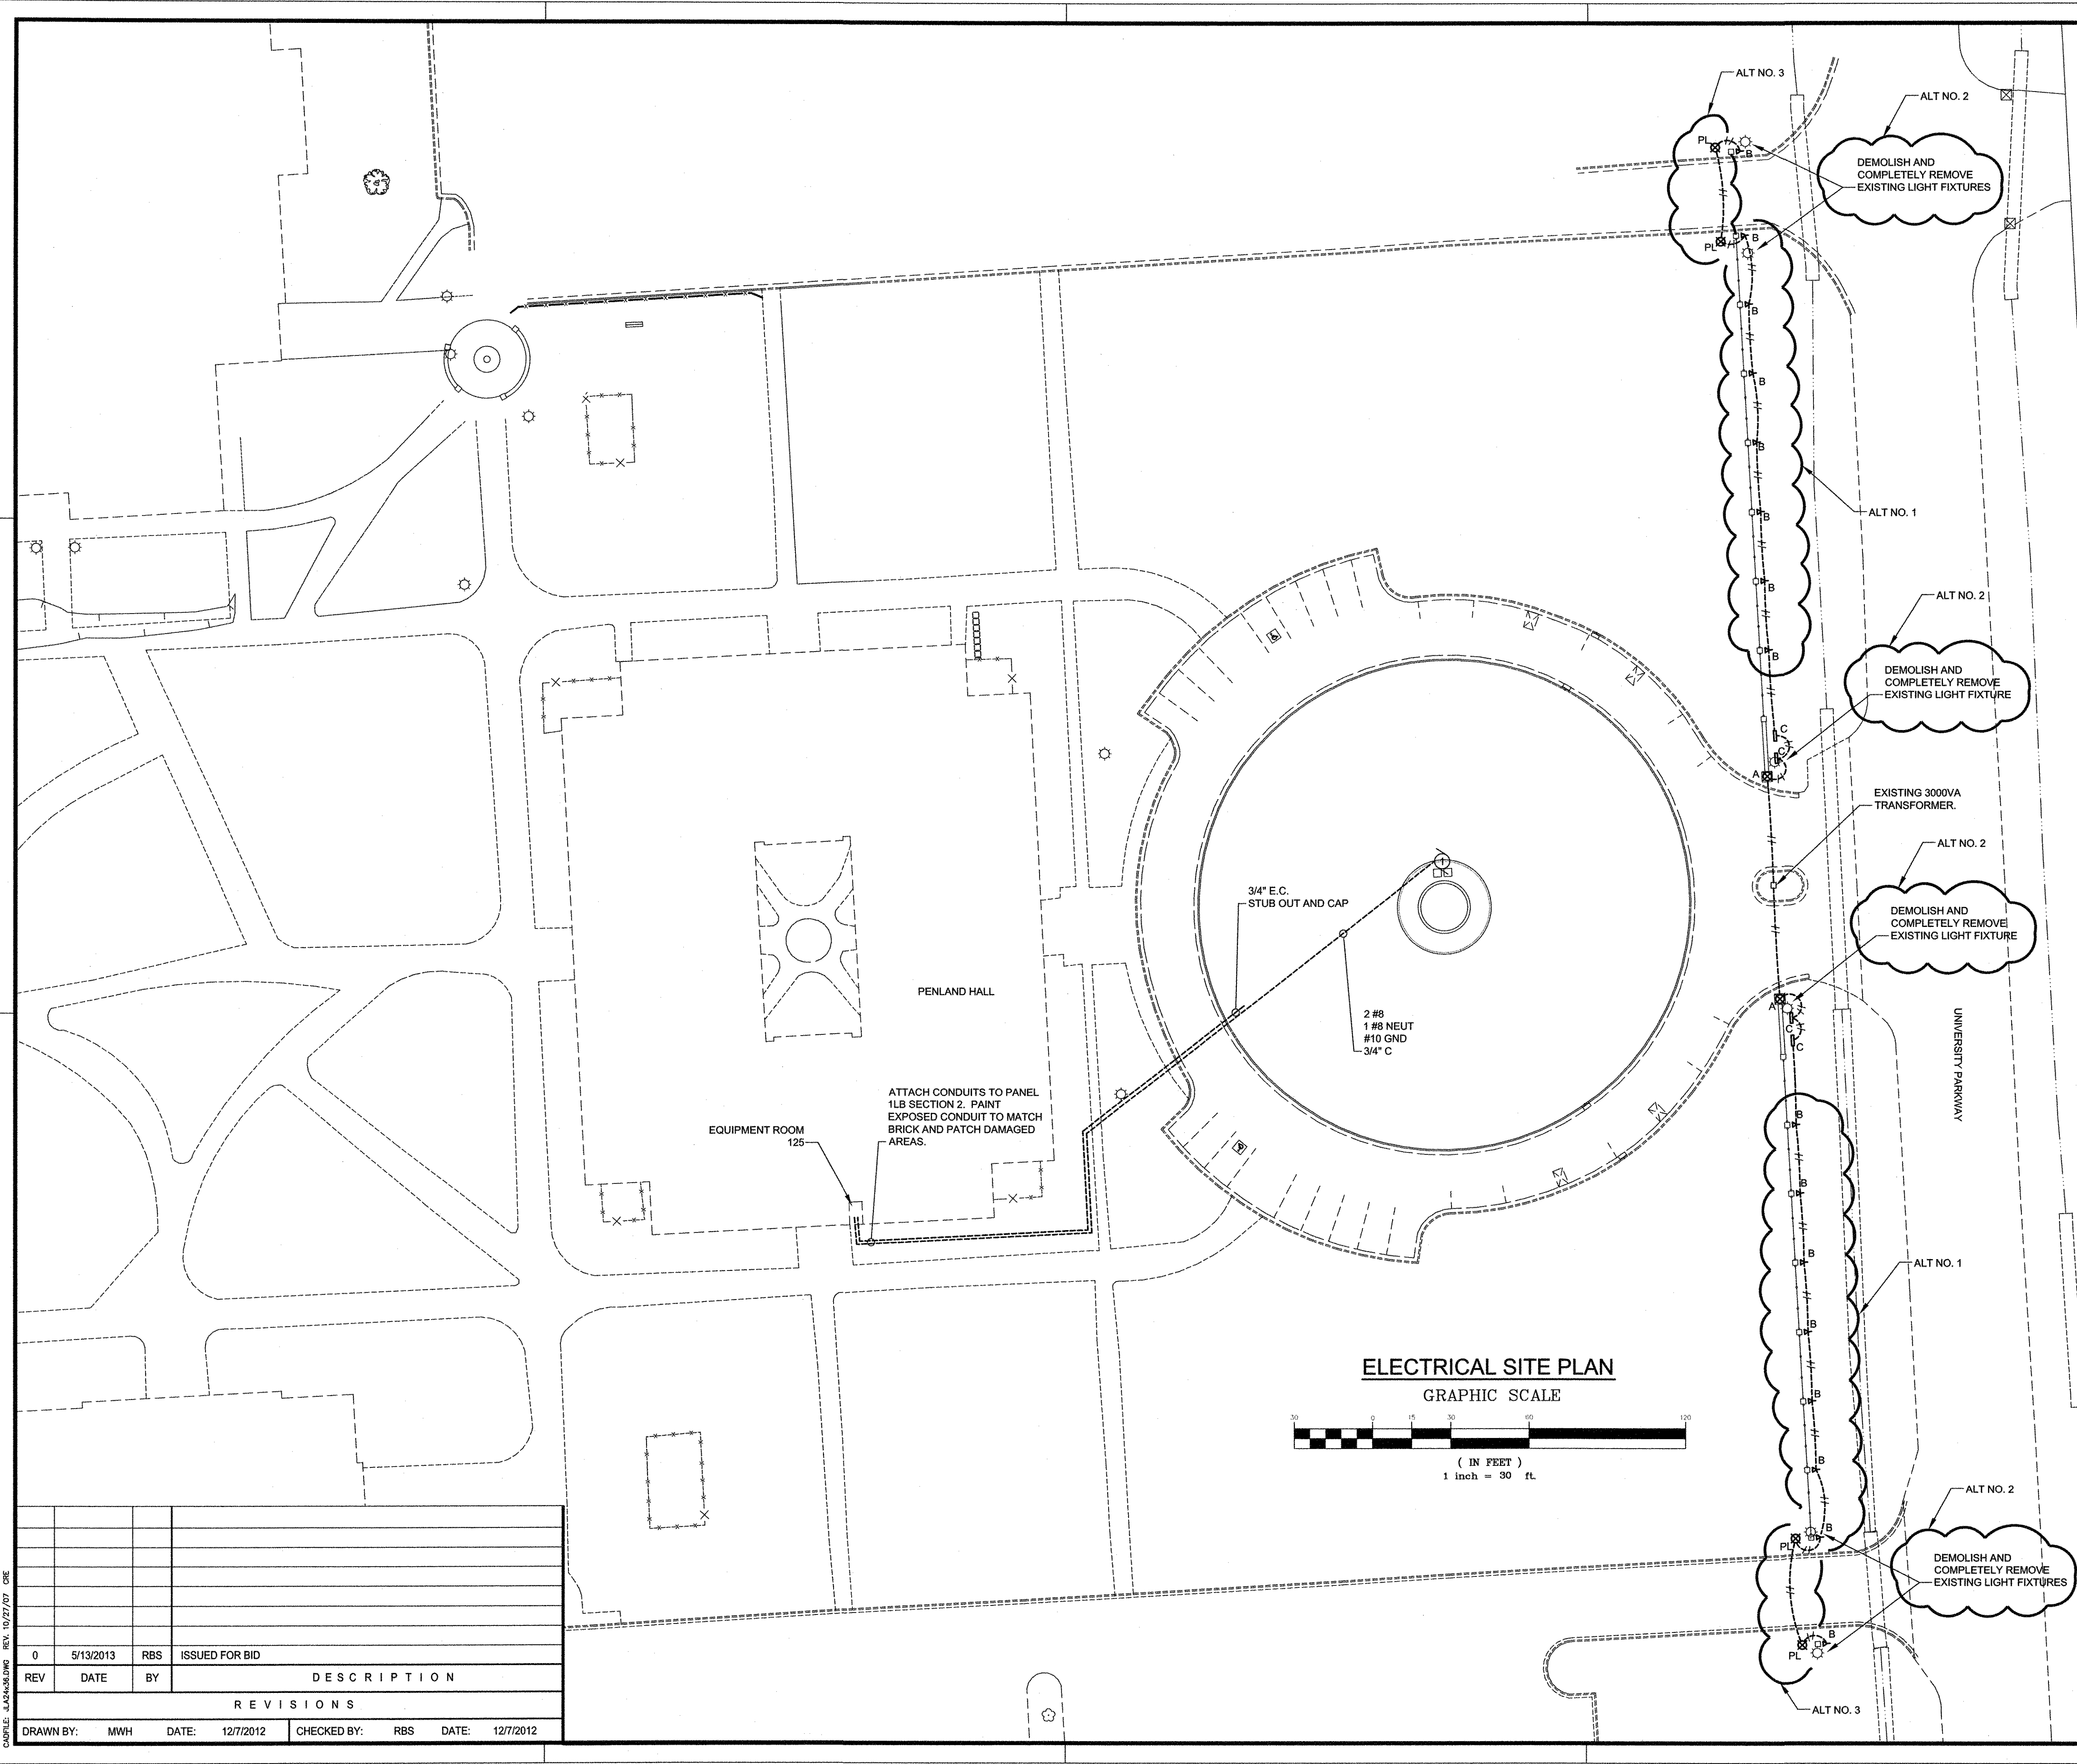 ALT NO. 3
ALT NO. 2
DEMOLISH AND
COMPLETELY REMOVE
EXISTING LIGHT FIXTURES
PL
B
PL
B
B
B
B
B
B
B
ALT NO. 1
ALT NO. 2
DEMOLISH AND
COMPLETELY REMOVE
EXISTING LIGHT FIXTURE
C
C
A
EXISTING 3000VA
TRANSFORMER.
ALT NO. 2
DEMOLISH AND
COMPLETELY REMOVE
EXISTING LIGHT FIXTURE
1
3/4" E.C.
STUB OUT AND CAP
2 #8
1 #8 NEUT
#10 GND
3/4" C
PENLAND HALL
ATTACH CONDUITS TO PANEL
1LB SECTION 2. PAINT
EXPOSED CONDUIT TO MATCH
BRICK AND PATCH DAMAGED
AREAS.
EQUIPMENT ROOM
125
A
C
C
UNIVERSITY PARKWAY
B
B
B
B
B
B
ALT NO. 1
ELECTRICAL SITE PLAN
GRAPHIC SCALE
30 0 15 30 60 120
( IN FEET )
1 inch = 30 ft.
ALT NO. 2
DEMOLISH AND
COMPLETELY REMOVE
EXISTING LIGHT FIXTURES
B
PL
B
PL
ALT NO. 3
0 5/13/2013 RBS ISSUED FOR BID
REV DATE BY DESCRIPTION
REVISIONS
DRAWN BY: MWH DATE: 12/7/2012 CHECKED BY: RBS DATE: 12/7/2012
CADFILE: JLA24x36.DWG REV. 10/27/07 CRE